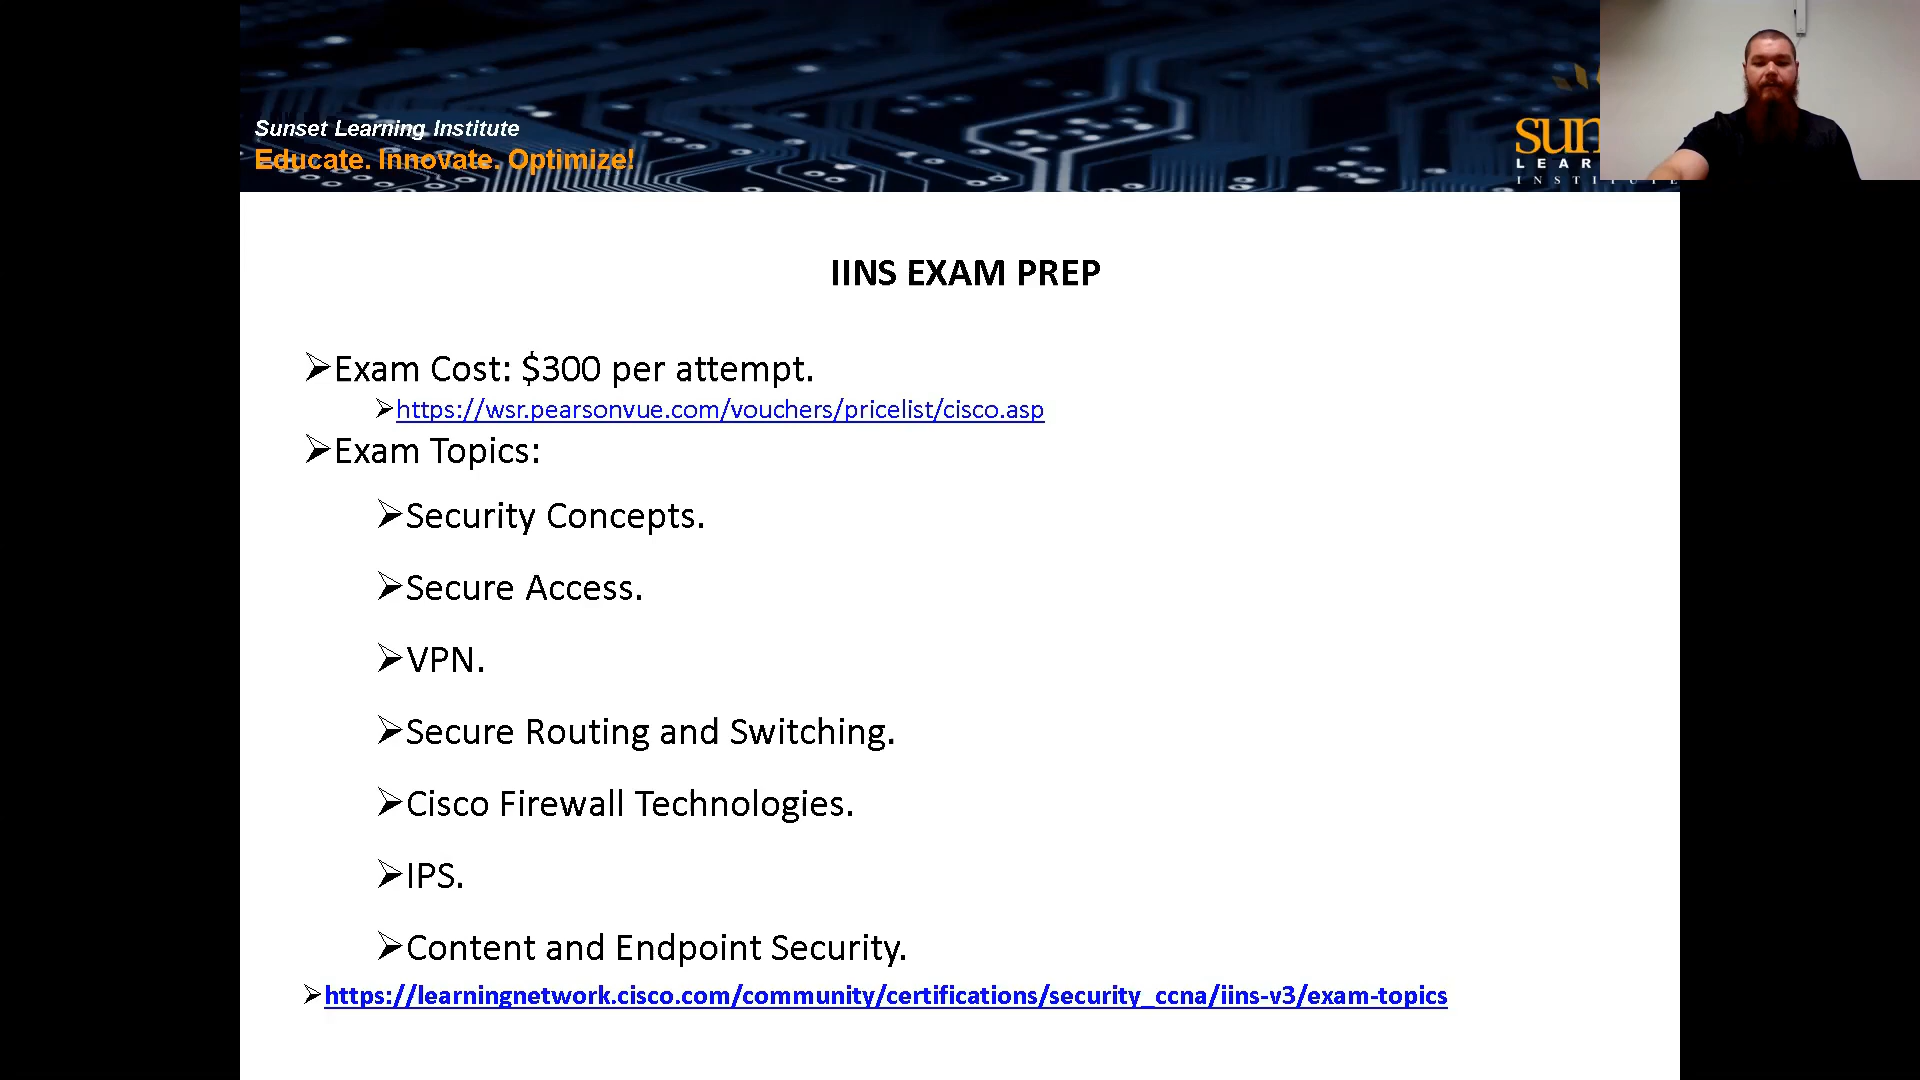 Sunset Learning Institute
Educate. Innovate. Optimize!
IINS EXAM PREP
➢Exam Cost: $300 per attempt.
➢https://wsr.pearsonvue.com/vouchers/pricelist/cisco.asp
➢Exam Topics:
➢Security Concepts.
➢Secure Access.
➢VPN.
➢Secure Routing and Switching.
➢Cisco Firewall Technologies.
➢IPS.
➢Content and Endpoint Security.
➢https://learningnetwork.cisco.com/community/certifications/security_ccna/iins-v3/exam-topics